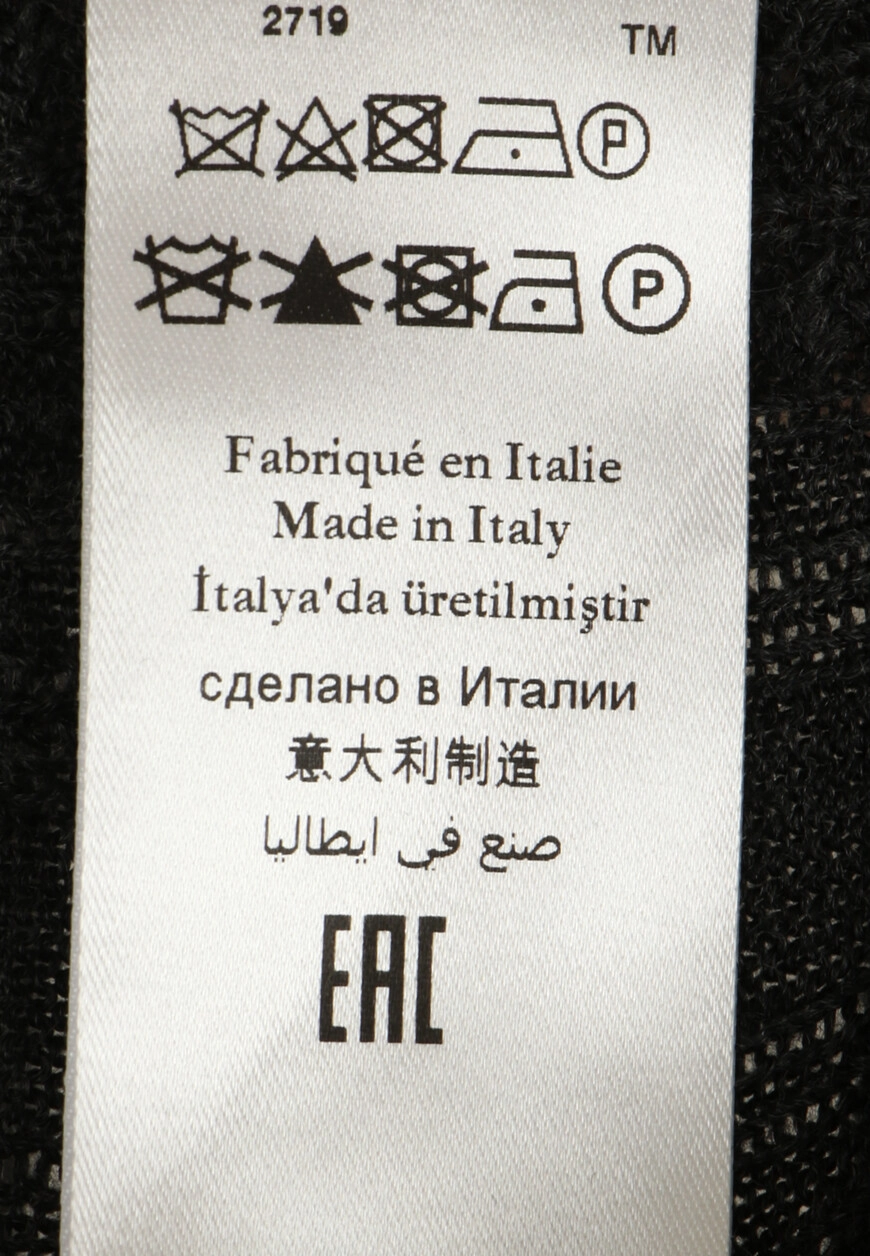 2719
TM
P
P
Fabriqué en Italie
Made in Italy
İtalya'da üretilmiştir
сделано в Италии
意大利制造
صنع في ايطاليا
EAC